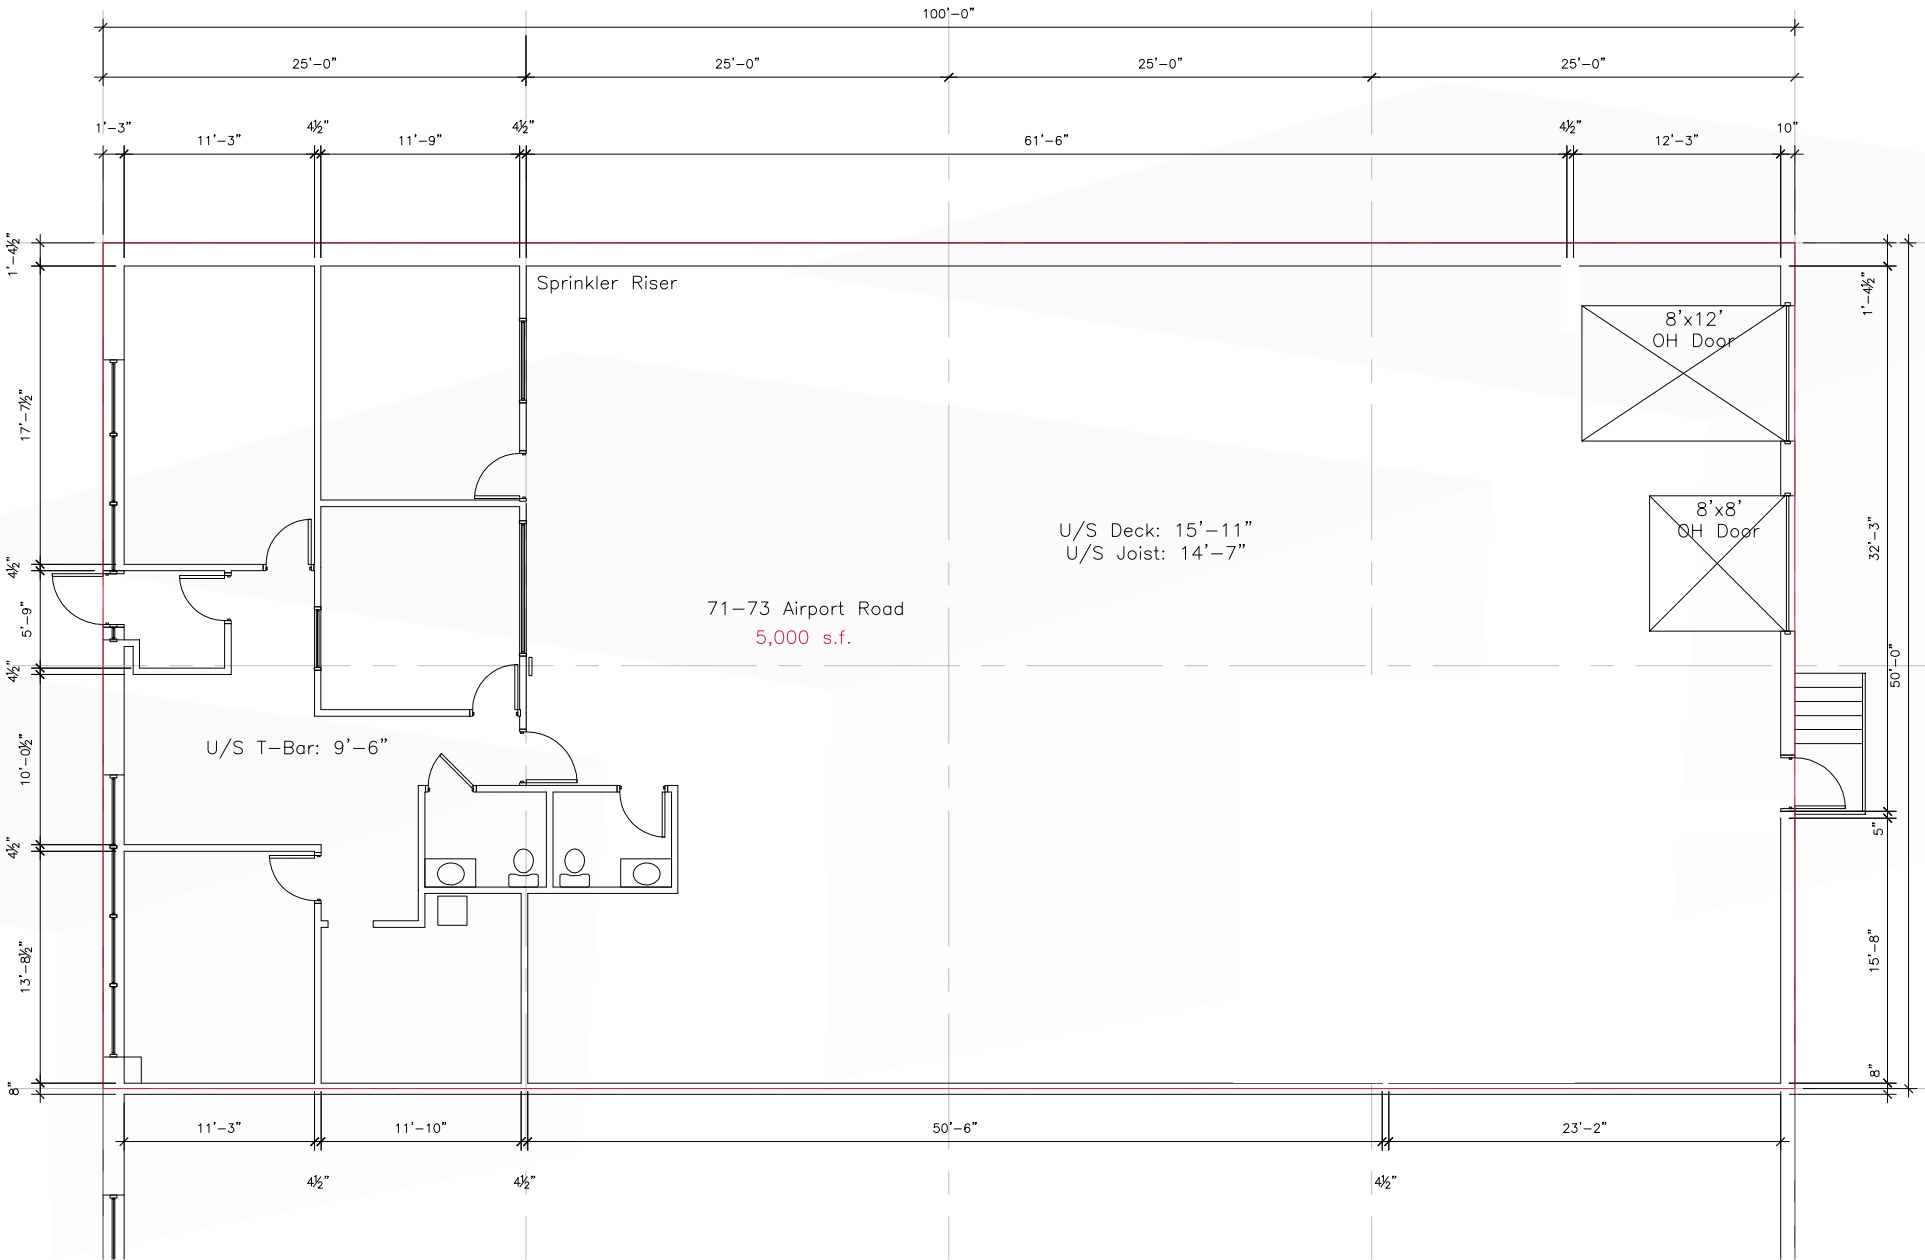 100'-0"
25'-0" 25'-0" 25'-0" 25'-0"
1'-3" 4½" 4½" 4½" 10"
11'-3" 11'-9" 61'-6" 12'-3"
1'-4½"
Sprinkler Riser
1'-4½"
8'x12'
OH Door
17'-7½"
8'x8'
OH Door
U/S Deck: 15'-11"
U/S Joist: 14'-7"
32'-3"
4½"
71-73 Airport Road
5,000 s.f.
5'-9"
4½"
50'-0"
U/S T-Bar: 9'-6"
10'-0½"
5"
4½"
13'-8½"
15'-8"
8"
8"
11'-3" 11'-10" 50'-6" 23'-2"
4½" 4½" 4½"